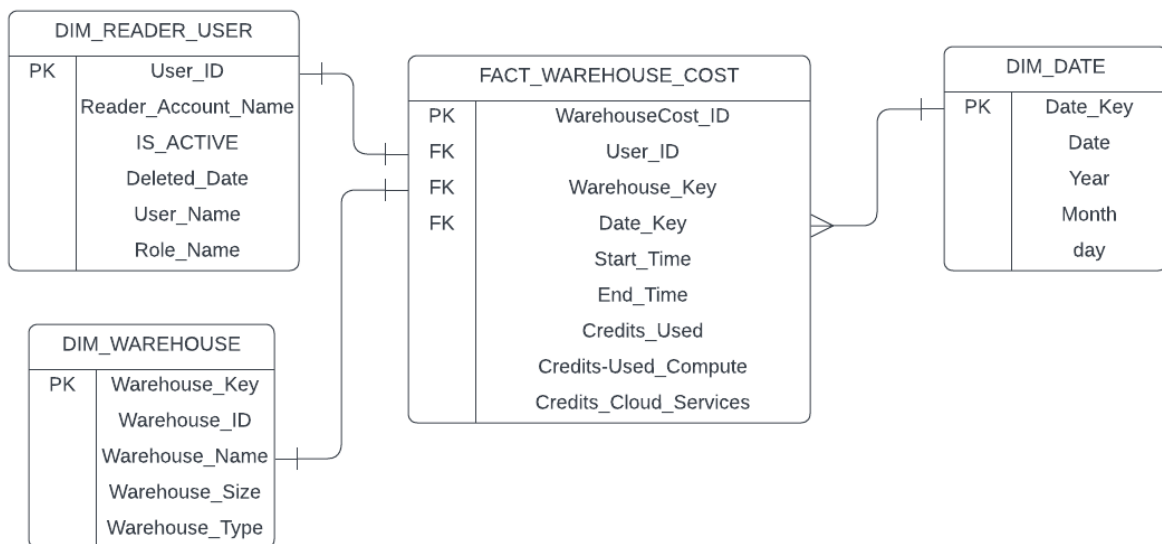 DIM_READER_USER
PK User_ID
Reader_Account_Name
IS_ACTIVE
Deleted_Date
User_Name
Role_Name
DIM_WAREHOUSE
PK Warehouse_Key
Warehouse_ID
Warehouse_Name
Warehouse_Size
Warehouse_Type
FACT_WAREHOUSE_COST
PK WarehouseCost_ID
FK User_ID
FK Warehouse_Key
FK Date_Key
Start_Time
End_Time
Credits_Used
Credits-Used_Compute
Credits_Cloud_Services
DIM_DATE
PK Date_Key
Date
Year
Month
day